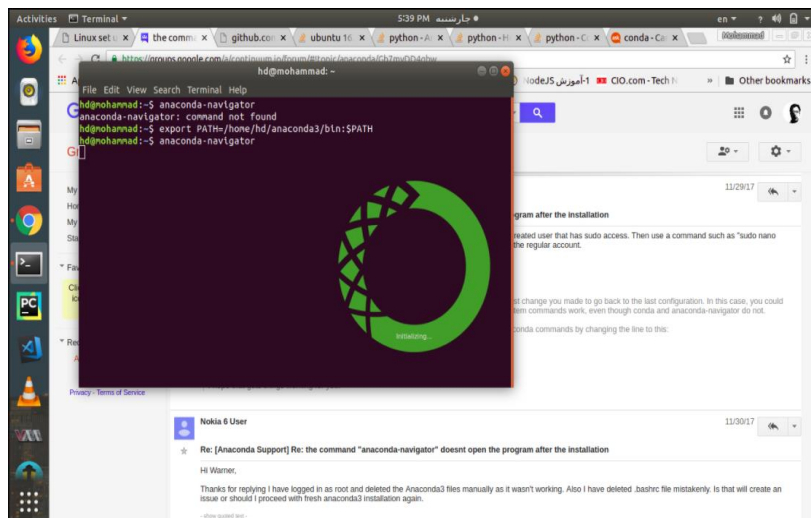 Activities
Terminal
5:39 PM چارشنبه
en
Linux set u
the comma
github.con
ubuntu 16.
python - A
python - H
python - C
conda - Ca
Mohammad
hd@mohammad: ~
NodeJS آموزش-1
CIO.com - Tech N
»
Other bookmarks
File Edit View Search Terminal Help
hd@mohammad:~$ anaconda-navigator
anaconda-navigator: command not found
hd@mohammad:~$ export PATH=/home/hd/anaconda3/bin:$PATH
hd@mohammad:~$ anaconda-navigator
Initializing...
My
My
Fav
Privacy - Terms of Service
11/29/17
gram after the installation
reated user that has sudo access. Then use a command such as "sudo nano
the regular account.
st change you made to go back to the last configuration. In this case, you could
tem commands work, even though conda and anaconda-navigator do not.
conda commands by changing the line to this:
Nokia 6 User
11/30/17
Re: [Anaconda Support] Re: the command "anaconda-navigator" doesnt open the program after the installation
Hi Warner,
Thanks for replying I have logged in as root and deleted the Anaconda3 files manually as it wasn't working. Also I have deleted .bashrc file mistakenly. Is that will create an
issue or should I proceed with fresh anaconda3 installation again.
- show quoted text -